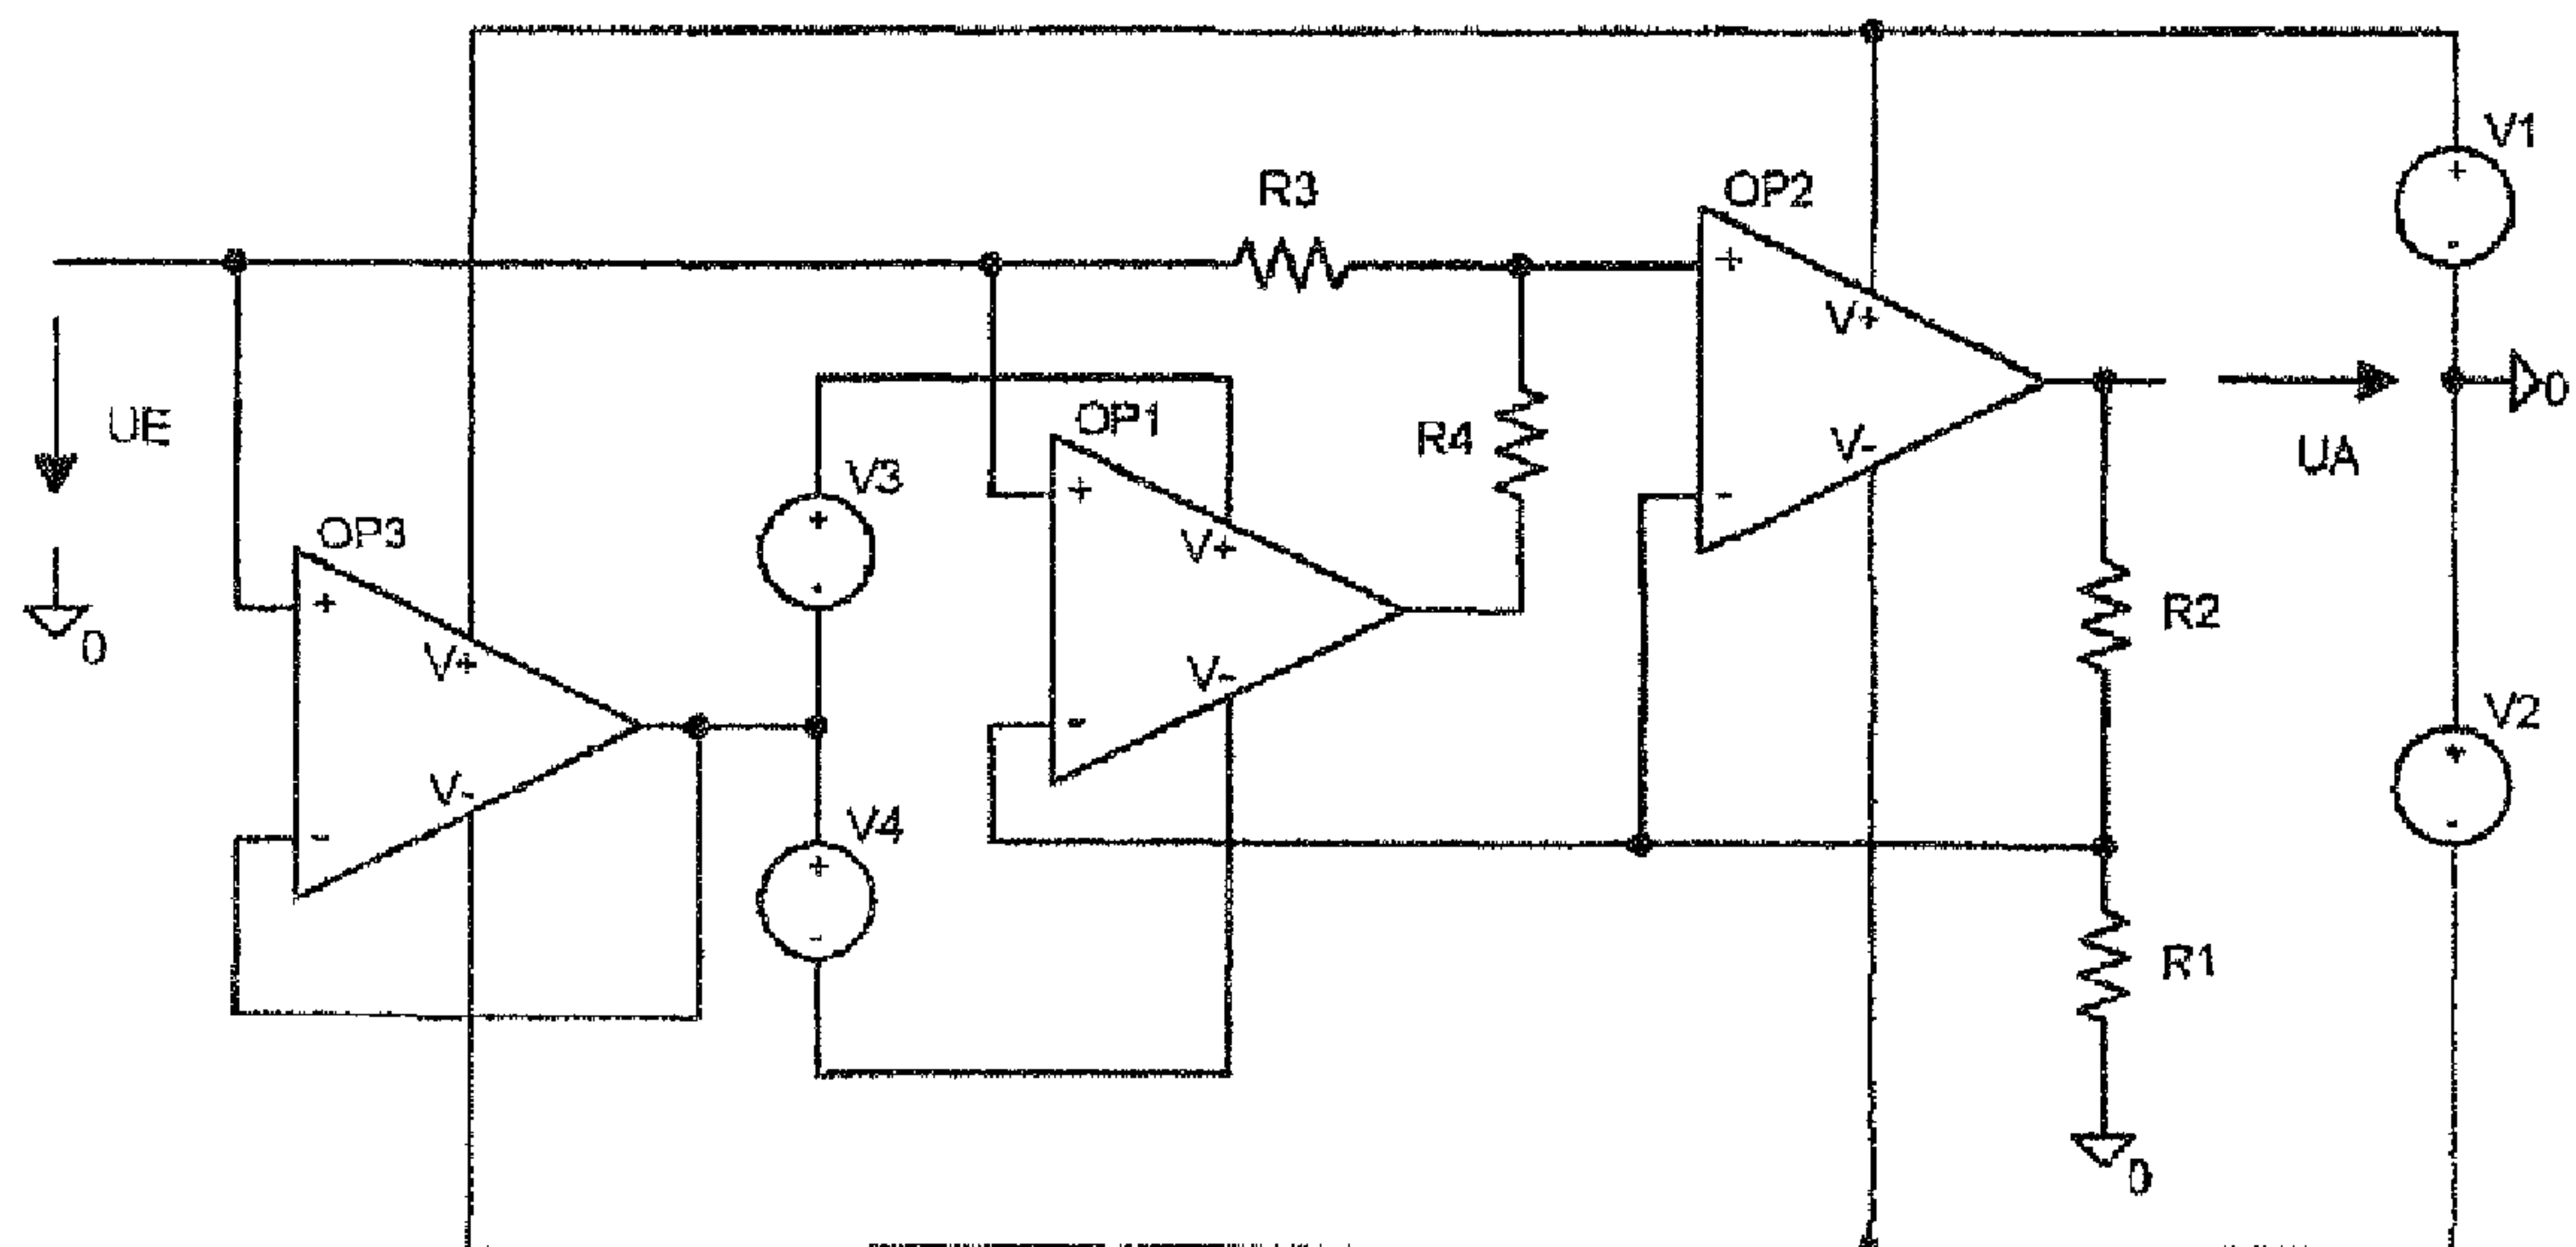 V1
+
-
R3
OP2
+
V+
V-
-
0
UA
UE
OP1
+
V+
V-
-
R4
V3
+
-
OP3
+
V+
V-
-
0
R2
V2
+
-
V4
+
-
R1
0